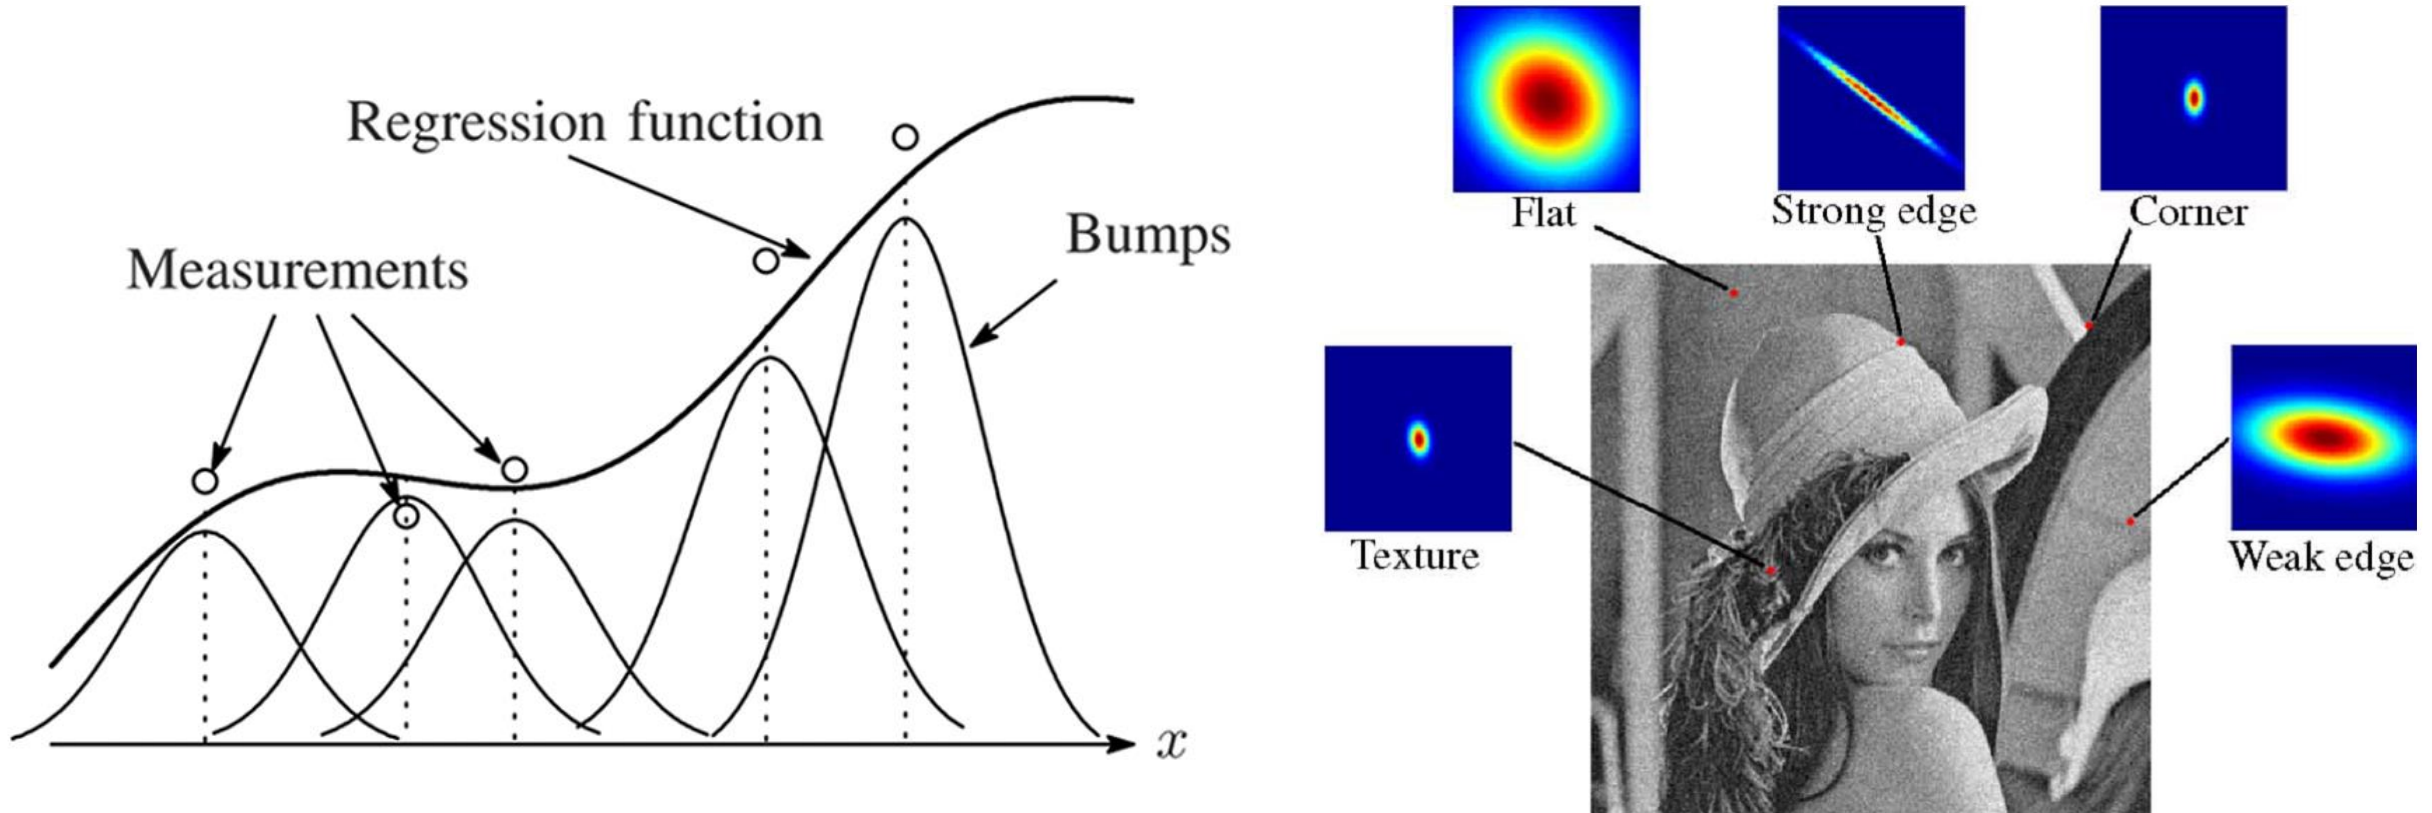 Regression function
Measurements
Bumps
x
Flat
Strong edge
Corner
Texture
Weak edge